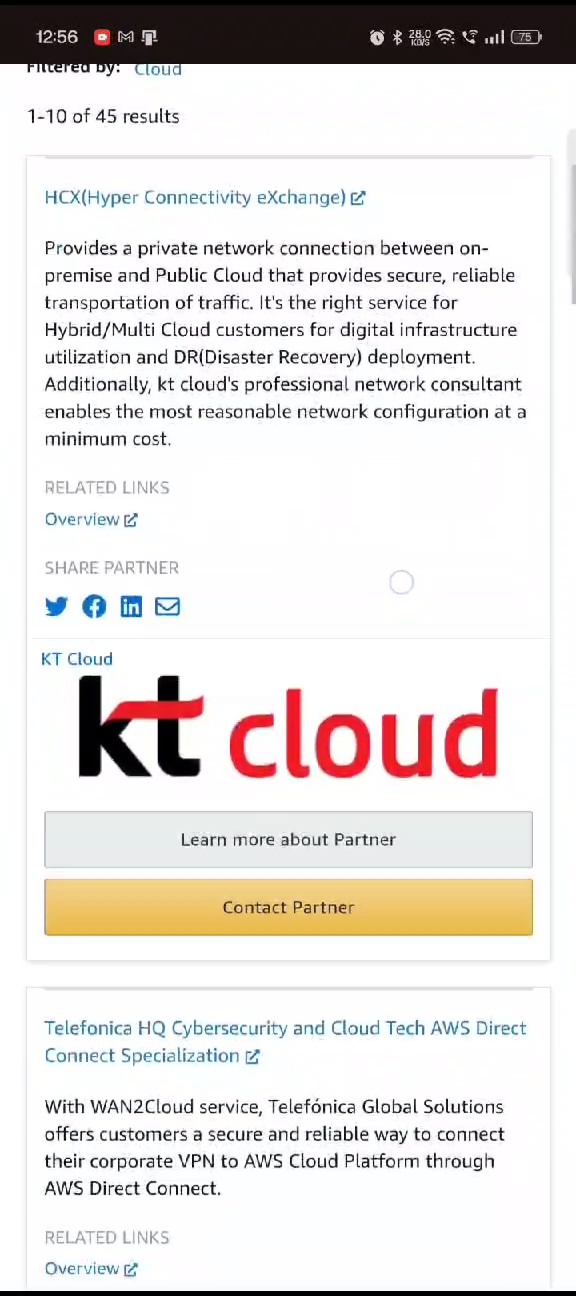 12:56 28.0 KB/S 75
Filtered by: Cloud
1-10 of 45 results
HCX(Hyper Connectivity eXchange)
Provides a private network connection between on-
premise and Public Cloud that provides secure, reliable
transportation of traffic. It's the right service for
Hybrid/Multi Cloud customers for digital infrastructure
utilization and DR(Disaster Recovery) deployment.
Additionally, kt cloud's professional network consultant
enables the most reasonable network configuration at a
minimum cost.
RELATED LINKS
Overview
SHARE PARTNER
KT Cloud
kt cloud
Learn more about Partner
Contact Partner
Telefonica HQ Cybersecurity and Cloud Tech AWS Direct
Connect Specialization
With WAN2Cloud service, Telefónica Global Solutions
offers customers a secure and reliable way to connect
their corporate VPN to AWS Cloud Platform through
AWS Direct Connect.
RELATED LINKS
Overview